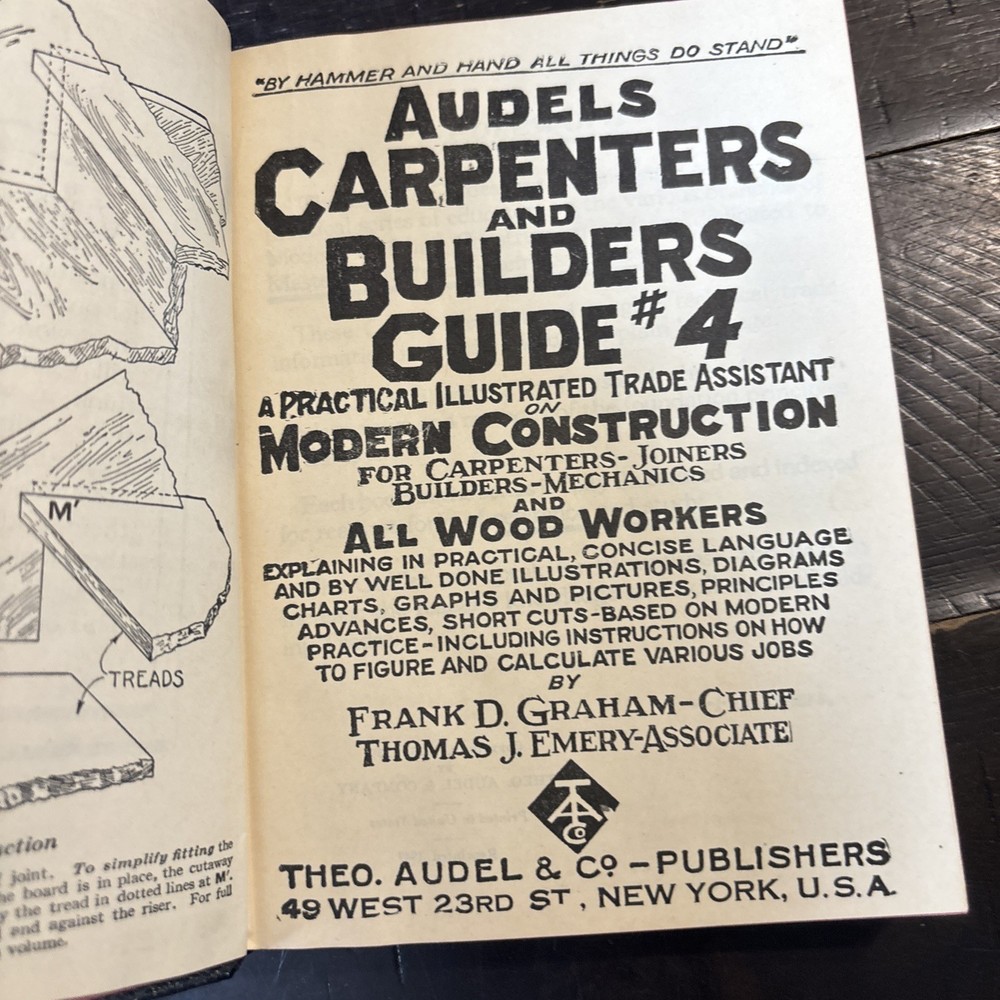 M'
TREADS
ction
joint. To simplify fitting the
board is in place, the cutaway
the tread in dotted lines at M'.
end against the riser. For full
volume.
"BY HAMMER AND HAND ALL THINGS DO STAND"
AUDELS
CARPENTERS
AND
BUILDERS
GUIDE #4
A PRACTICAL ILLUSTRATED TRADE ASSISTANT
ON
MODERN CONSTRUCTION
FOR CARPENTERS-JOINERS
BUILDERS-MECHANICS
AND
ALL WOOD WORKERS
EXPLAINING IN PRACTICAL, CONCISE LANGUAGE
AND BY WELL DONE ILLUSTRATIONS, DIAGRAMS
CHARTS, GRAPHS AND PICTURES, PRINCIPLES
ADVANCES, SHORT CUTS-BASED ON MODERN
PRACTICE-INCLUDING INSTRUCTIONS ON HOW
TO FIGURE AND CALCULATE VARIOUS JOBS
BY
FRANK D. GRAHAM-CHIEF
THOMAS J. EMERY-ASSOCIATE
TA Co
THEO. AUDEL & Co. - PUBLISHERS
49 WEST 23RD ST, NEW YORK, U.S.A.